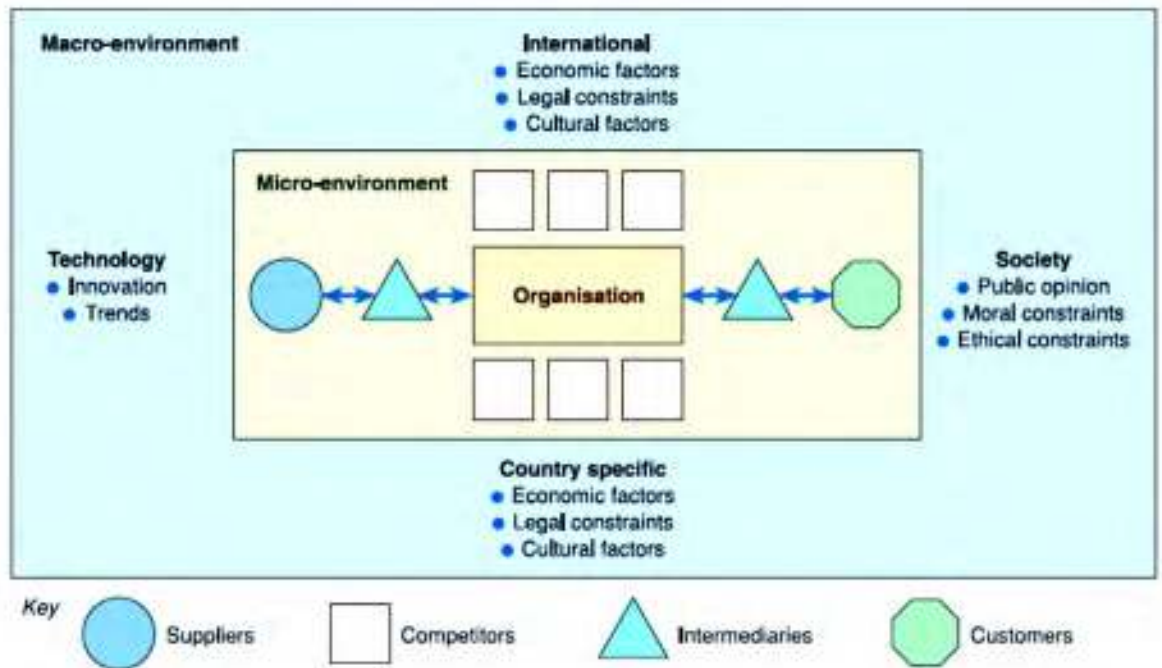 Macro-environment
International
• Economic factors
• Legal constraints
• Cultural factors
Micro-environment
Technology
• Innovation
• Trends
Organisation
Society
• Public opinion
• Moral constraints
• Ethical constraints
Country specific
• Economic factors
• Legal constraints
• Cultural factors
Key
Suppliers
Competitors
Intermediaries
Customers